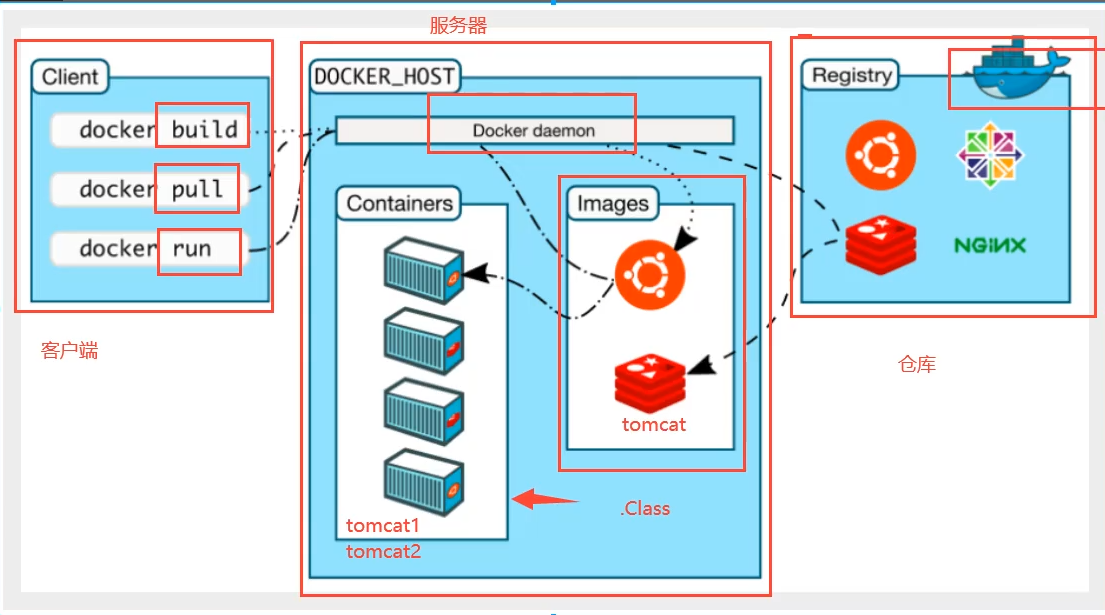 服务器
Client
DOCKER_HOST
Registry
docker build
Docker daemon
docker pull
Containers
Images
docker run
NGiNX
客户端
仓库
tomcat
.Class
tomcat1
tomcat2